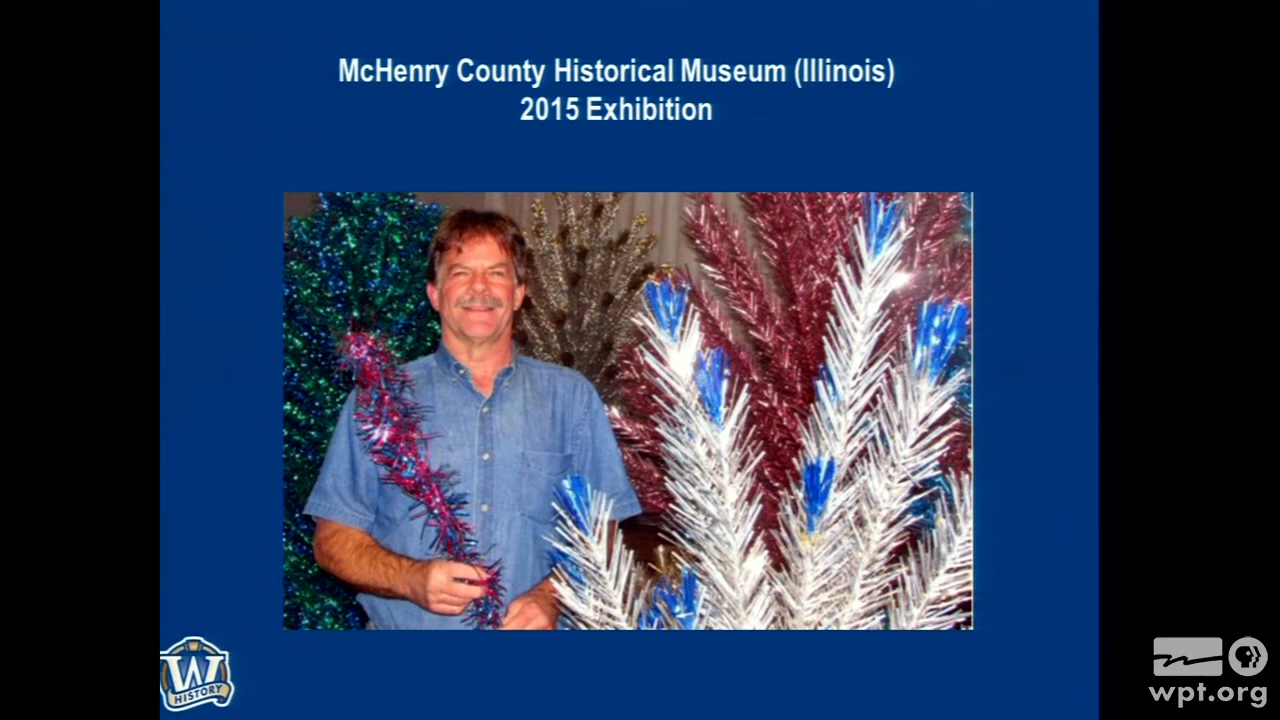 McHenry County Historical Museum (Illinois)
2015 Exhibition
W
HISTORY
wpt.org